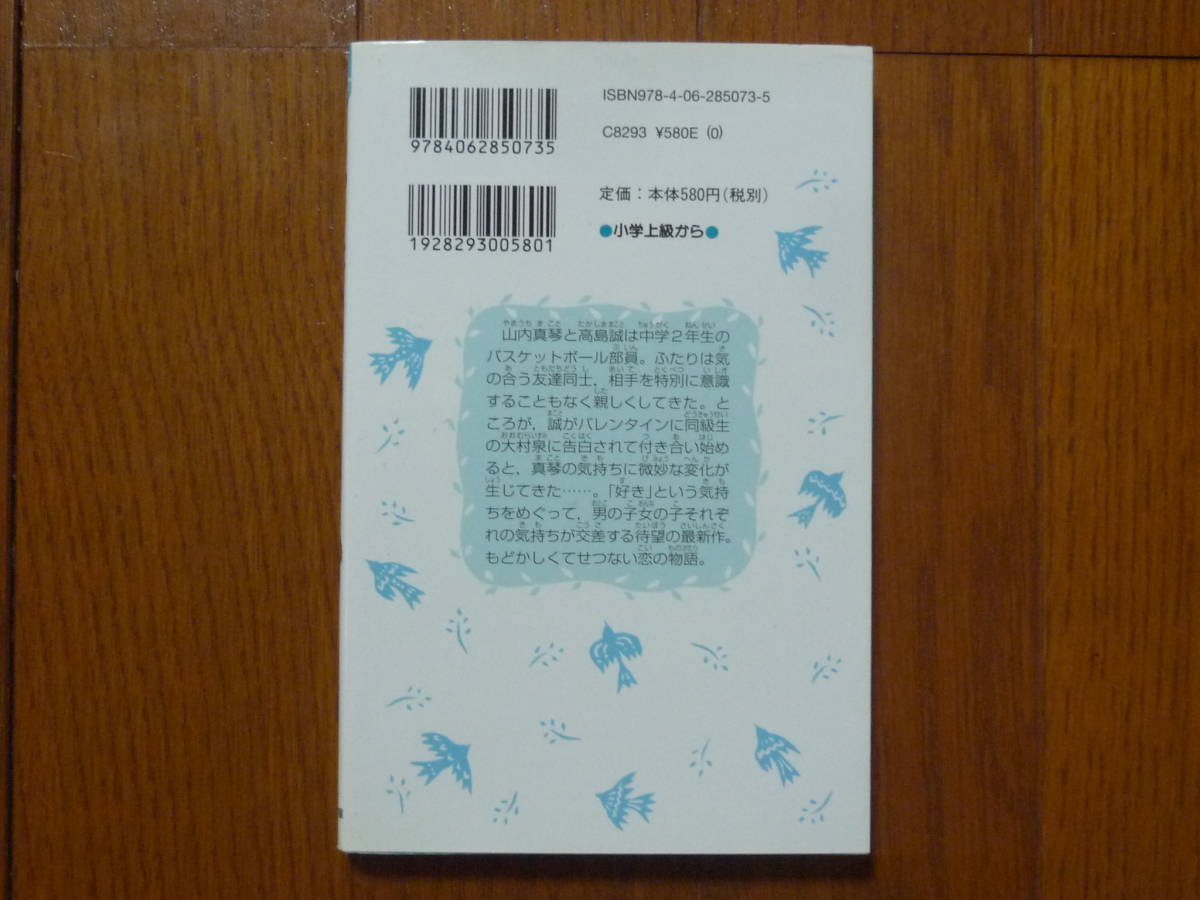 ISBN978-4-06-285073-5
9784062850735
C8293 ¥580E (0)
定価：本体580円(税別)
1928293005801
●小学上級から●
山内真琴と高島誠は中学2年生の
バスケットボール部員。ふたりは気
の合う友達同士，相手を特別に意識
することもなく親しくしてきた。と
ころが，誠がバレンタインに同級生
の大村泉に告白されて付き合い始め
ると，真琴の気持ちに微妙な変化が
生じてきた……。「好き」という気持
ちをめぐって，男の子女の子それぞ
れの気持ちが交差する待望の最新作。
もどかしくてせつない恋の物語。